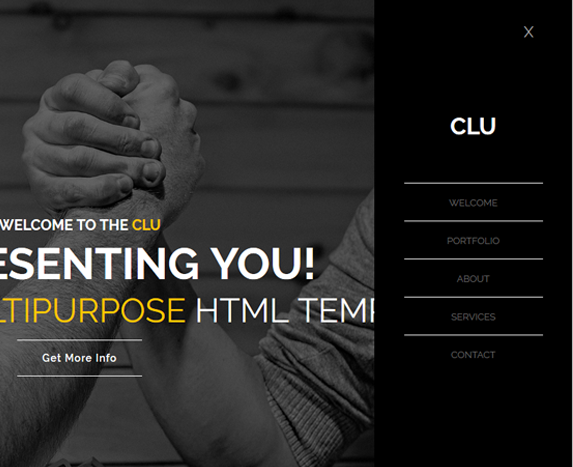 X
CLU
WELCOME
PORTFOLIO
ABOUT
SERVICES
CONTACT
WELCOME TO THE CLU
ESENTING YOU!
LTIPURPOSE HTML TEMP
Get More Info